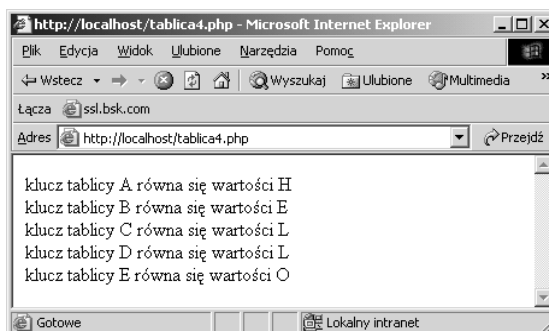 http://localhost/tablica4.php - Microsoft Internet Explorer
Plik Edycja Widok Ulubione Narzędzia Pomoc
Wstecz Wyszukaj Ulubione Multimedia »
Łącza ssl.bsk.com
Adres http://localhost/tablica4.php Przejdź
klucz tablicy A równa się wartości H
klucz tablicy B równa się wartości E
klucz tablicy C równa się wartości L
klucz tablicy D równa się wartości L
klucz tablicy E równa się wartości O
Gotowe Lokalny intranet